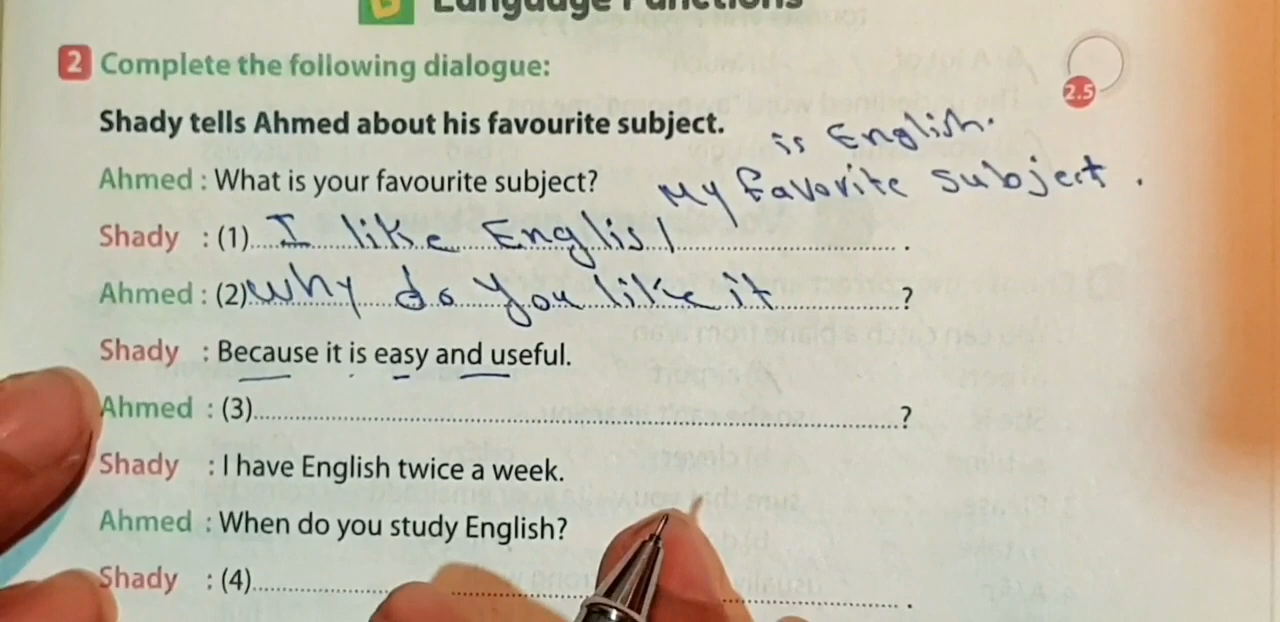 B Language Functions
2 Complete the following dialogue:
2.5
Shady tells Ahmed about his favourite subject.
is English.
Ahmed : What is your favourite subject?
My favorite subject .
Shady : (1)....I like Englis/.... .
Ahmed : (2) why do you like it ?
Shady : Because it is easy and useful.
Ahmed : (3)........ ?
Shady : I have English twice a week.
Ahmed : When do you study English?
Shady : (4)........ .